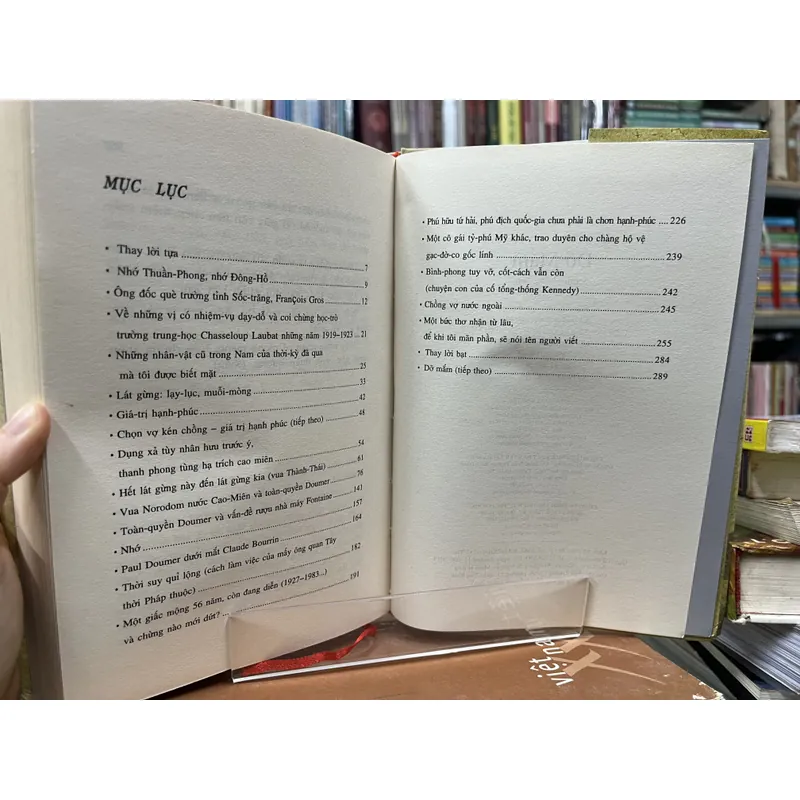 MỤC LỤC
• Thay lời tựa ... 7
• Nhớ Thuần-Phong, nhớ Đông-Hồ ... 9
• Ông đốc què trường tỉnh Sốc-trăng, François Gros ... 12
• Về những vị có nhiệm-vụ dạy-dỗ và coi chừng học-trò
trường trung-học Chasseloup Laubat những năm 1919-1923 ... 21
• Những nhân-vật cũ trong Nam của thời-kỳ đã qua
mà tôi được biết mặt ... 25
• Lát gừng: lạy-lục, muỗi-mòng ... 33
• Giá-trị hạnh-phúc ... 42
• Chọn vợ kén chồng – giá trị hạnh phúc (tiếp theo) ... 48
• Dụng xả tùy nhân hưu trước ý,
thanh phong tùng hạ trích cao miên ... 54
• Hết lát gừng này đến lát gừng kia (vua Thành-Thái) ... 61
• Vua Norodom nước Cao-Miên và toàn-quyền Doumer ... 76
• Toàn-quyền Doumer và vấn-đề rượu nhà máy Fontaine ... 141
• Nhớ ... 157
• Paul Doumer dưới mắt Claude Bourrin ... 164
• Thời suy quỉ lộng (cách làm việc của mấy ông quan Tây
thời Pháp thuộc) ... 182
• Một giấc mộng 56 năm, còn đang diễn (1927-1983...)
và chừng nào mới dứt? ... 191
• Phú hữu tứ hải, phú địch quốc-gia chưa phải là chơn hạnh-phúc ... 226
• Một cô gái tỷ-phú Mỹ khác, trao duyên cho chàng hộ vệ
gạc-đờ-co gốc lính ... 239
• Bình-phong tuy vỡ, cốt-cách vẫn còn
(chuyện con của cố tổng-thống Kennedy) ... 242
• Chồng vợ nước ngoài ... 245
• Một bức thơ nhận từ lâu,
để khi tôi mãn phần, sẽ nói tên người viết ... 255
• Thay lời bạt ... 284
• Dỡ mắm (tiếp theo) ... 289
việt na